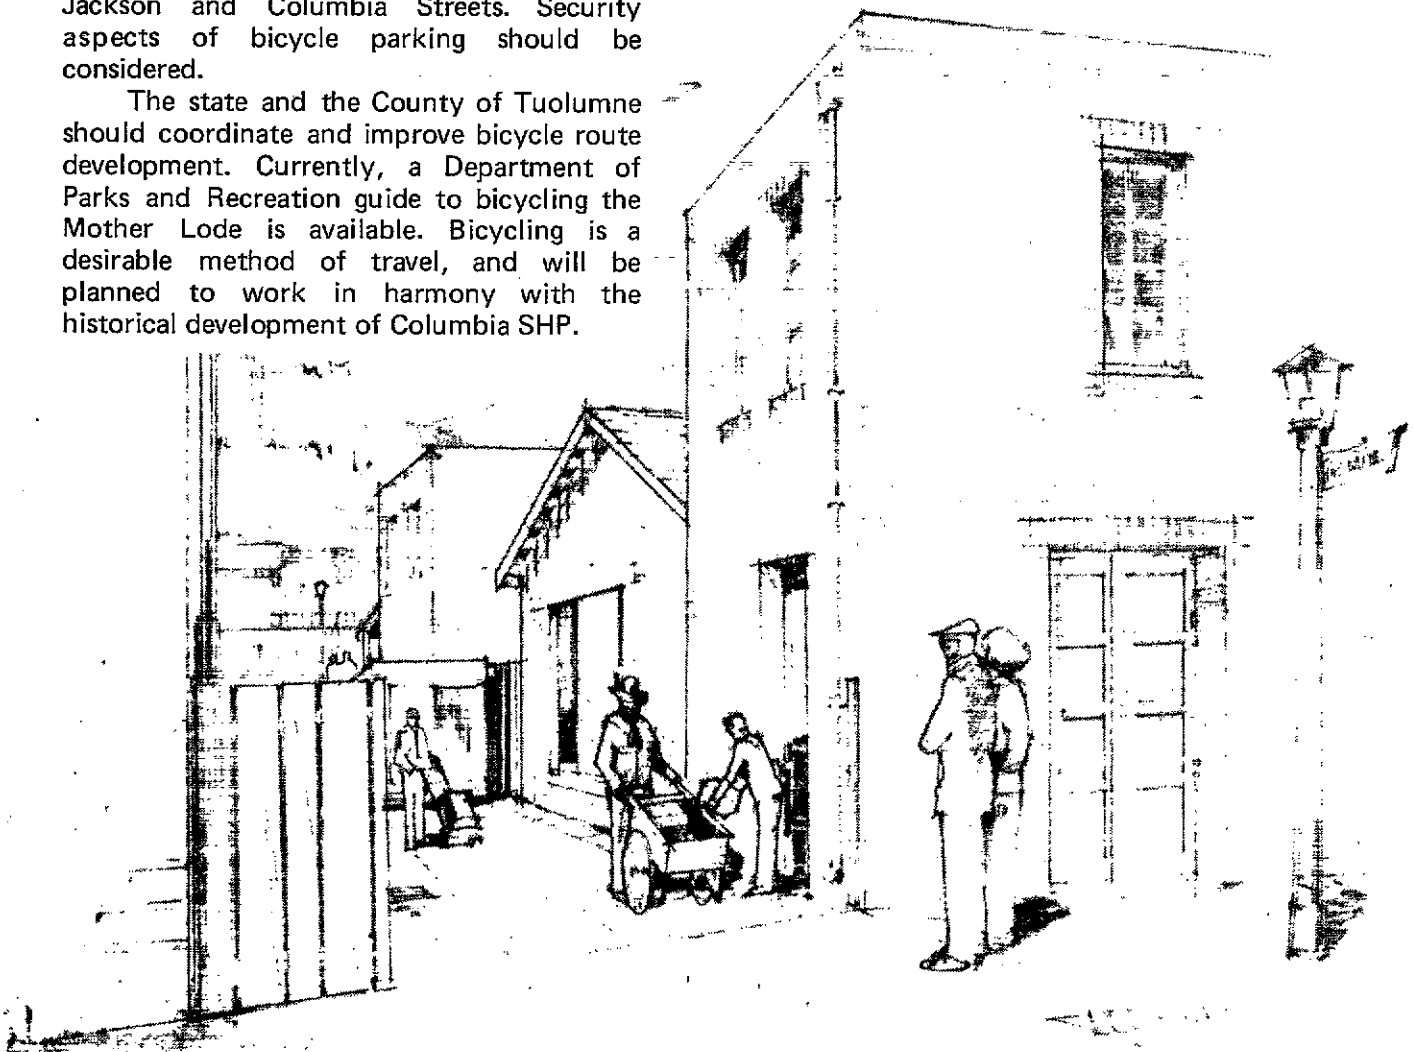 Jackson and Columbia Streets. Security
aspects of bicycle parking should be
considered.
The state and the County of Tuolumne
should coordinate and improve bicycle route
development. Currently, a Department of
Parks and Recreation guide to bicycling the
Mother Lode is available. Bicycling is a
desirable method of travel, and will be
planned to work in harmony with the
historical development of Columbia SHP.